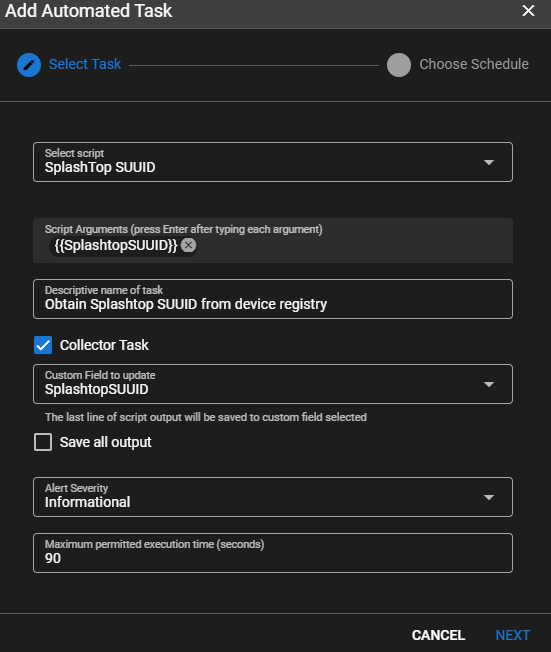 Add Automated Task
Select Task
Choose Schedule
Select script
SplashTop SUUID
Script Arguments (press Enter after typing each argument)
{{SplashtopSUUID}}
Descriptive name of task
Obtain Splashtop SUUID from device registry
Collector Task
Custom Field to update
SplashtopSUUID
The last line of script output will be saved to custom field selected
Save all output
Alert Severity
Informational
Maximum permitted execution time (seconds)
90
CANCEL NEXT